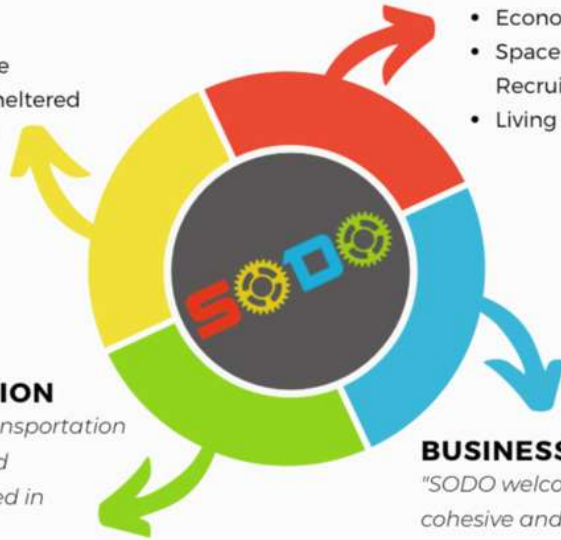 Econo
Space
Recrui
Living
e
heltered
SODO
ION
nsportation
d
ed in
BUSINESS
"SODO welco
cohesive and